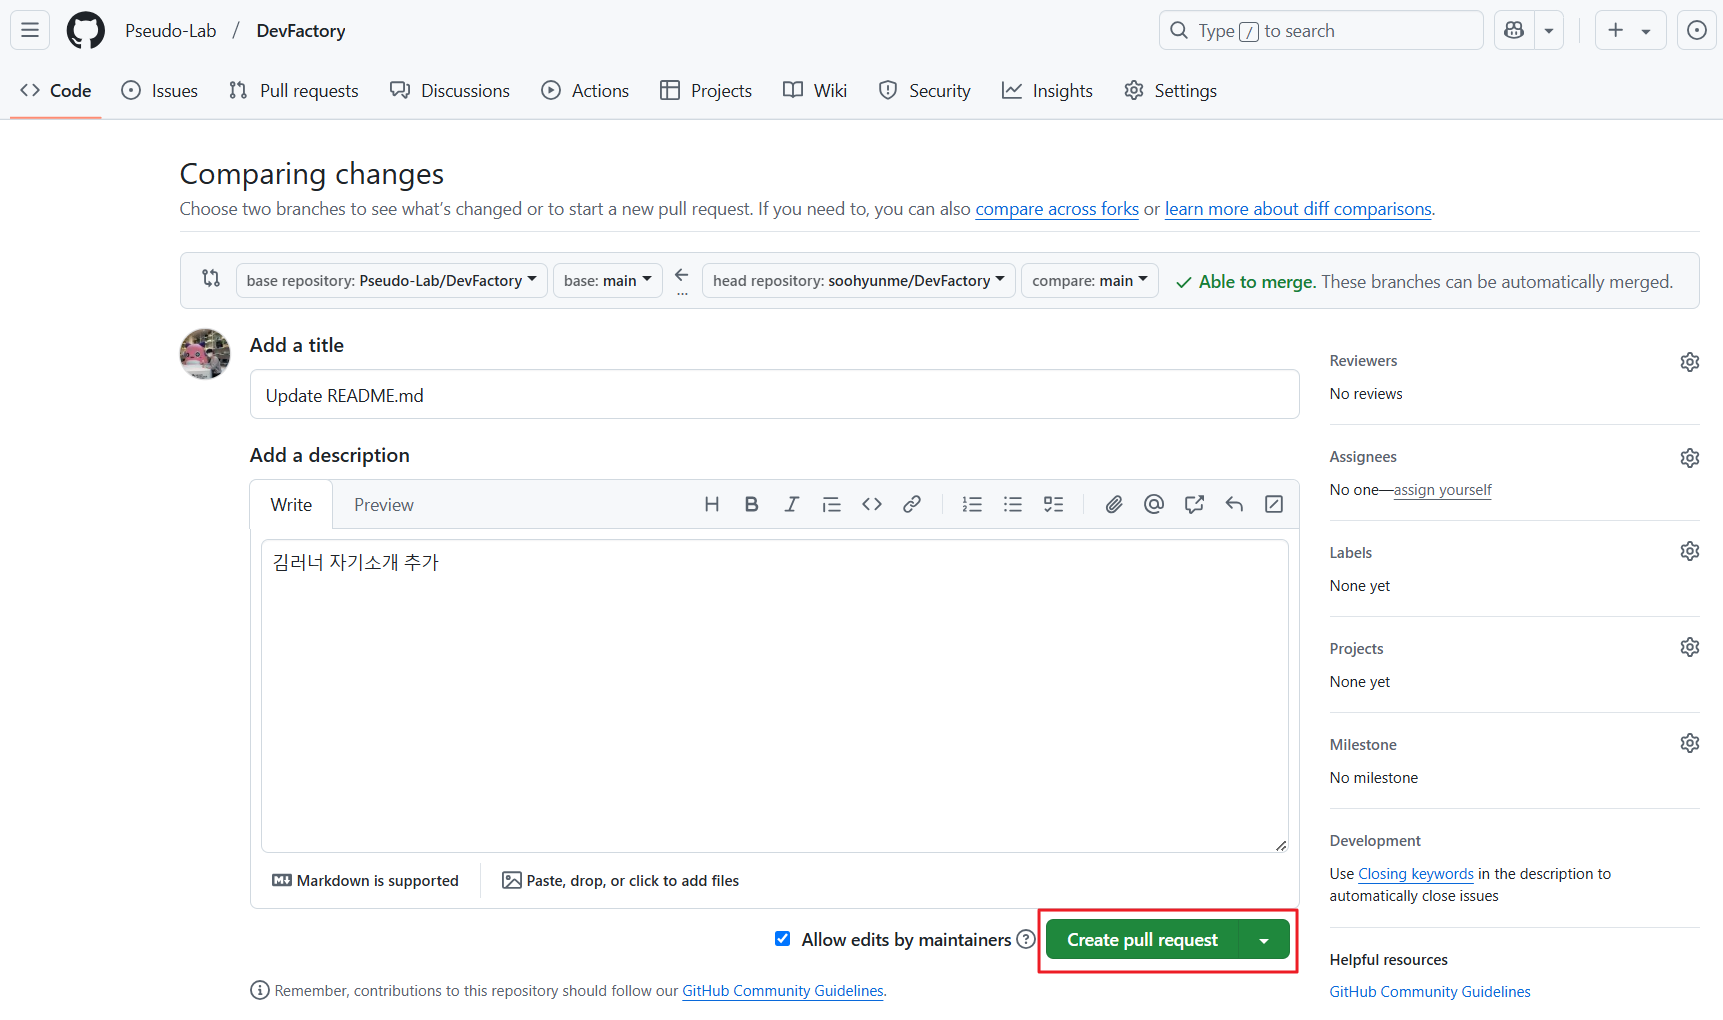 Pseudo-Lab / DevFactory
Type / to search
Code Issues Pull requests Discussions Actions Projects Wiki Security Insights Settings
Comparing changes
Choose two branches to see what's changed or to start a new pull request. If you need to, you can also compare across forks or learn more about diff comparisons.
base repository: Pseudo-Lab/DevFactory base: main ← ... head repository: soohyunme/DevFactory compare: main Able to merge. These branches can be automatically merged.
Add a title
Update README.md
Add a description
Write Preview
김러너 자기소개 추가
Markdown is supported Paste, drop, or click to add files
Allow edits by maintainers Create pull request
Remember, contributions to this repository should follow our GitHub Community Guidelines.
Reviewers
No reviews
Assignees
No one—assign yourself
Labels
None yet
Projects
None yet
Milestone
No milestone
Development
Use Closing keywords in the description to
automatically close issues
Helpful resources
GitHub Community Guidelines